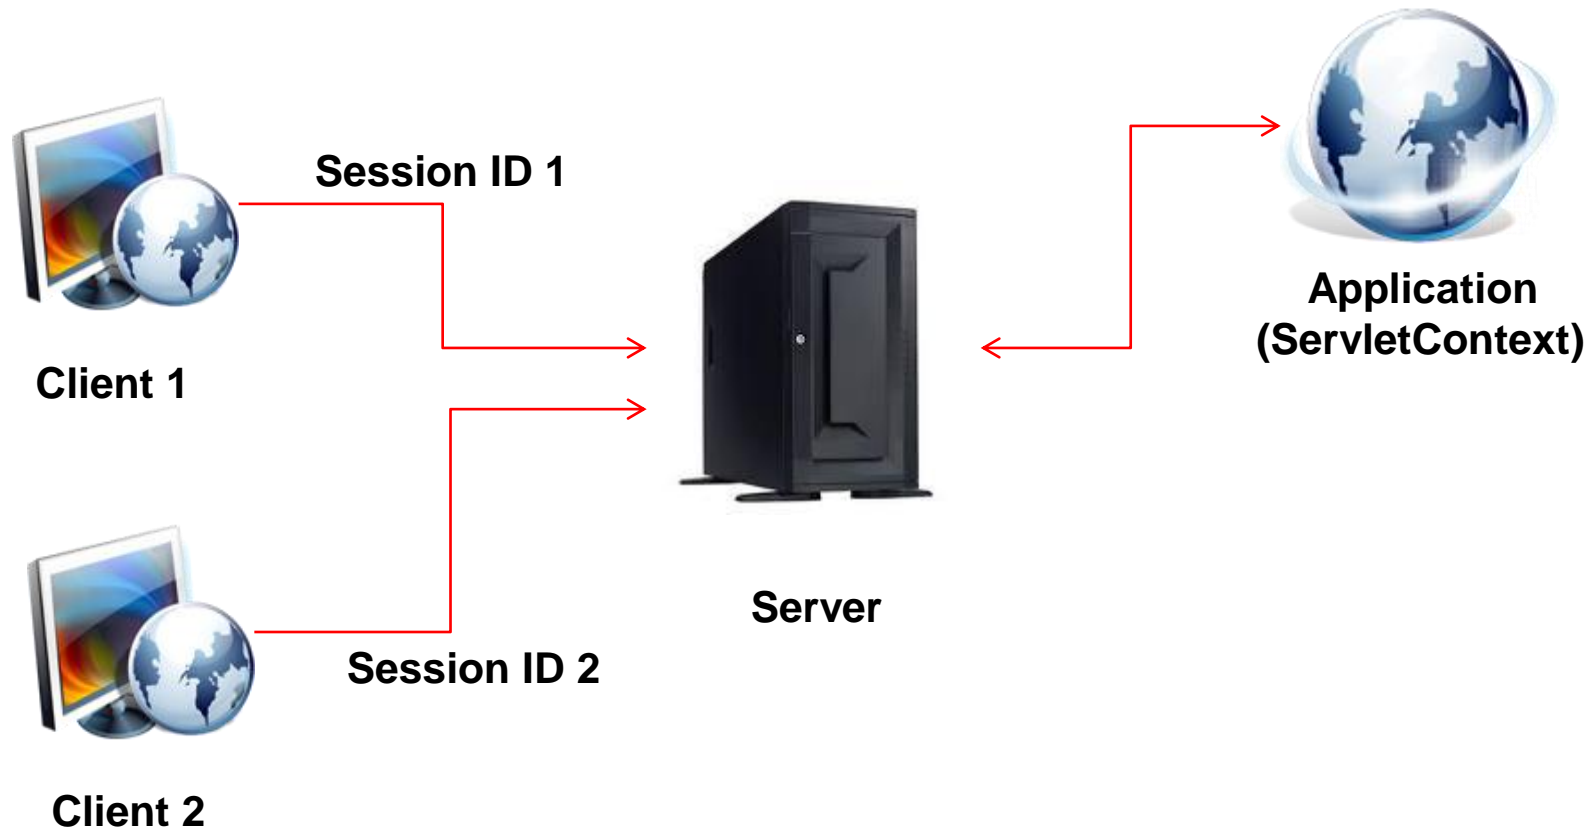 Session ID 1
Client 1
Application
(ServletContext)
Server
Session ID 2
Client 2